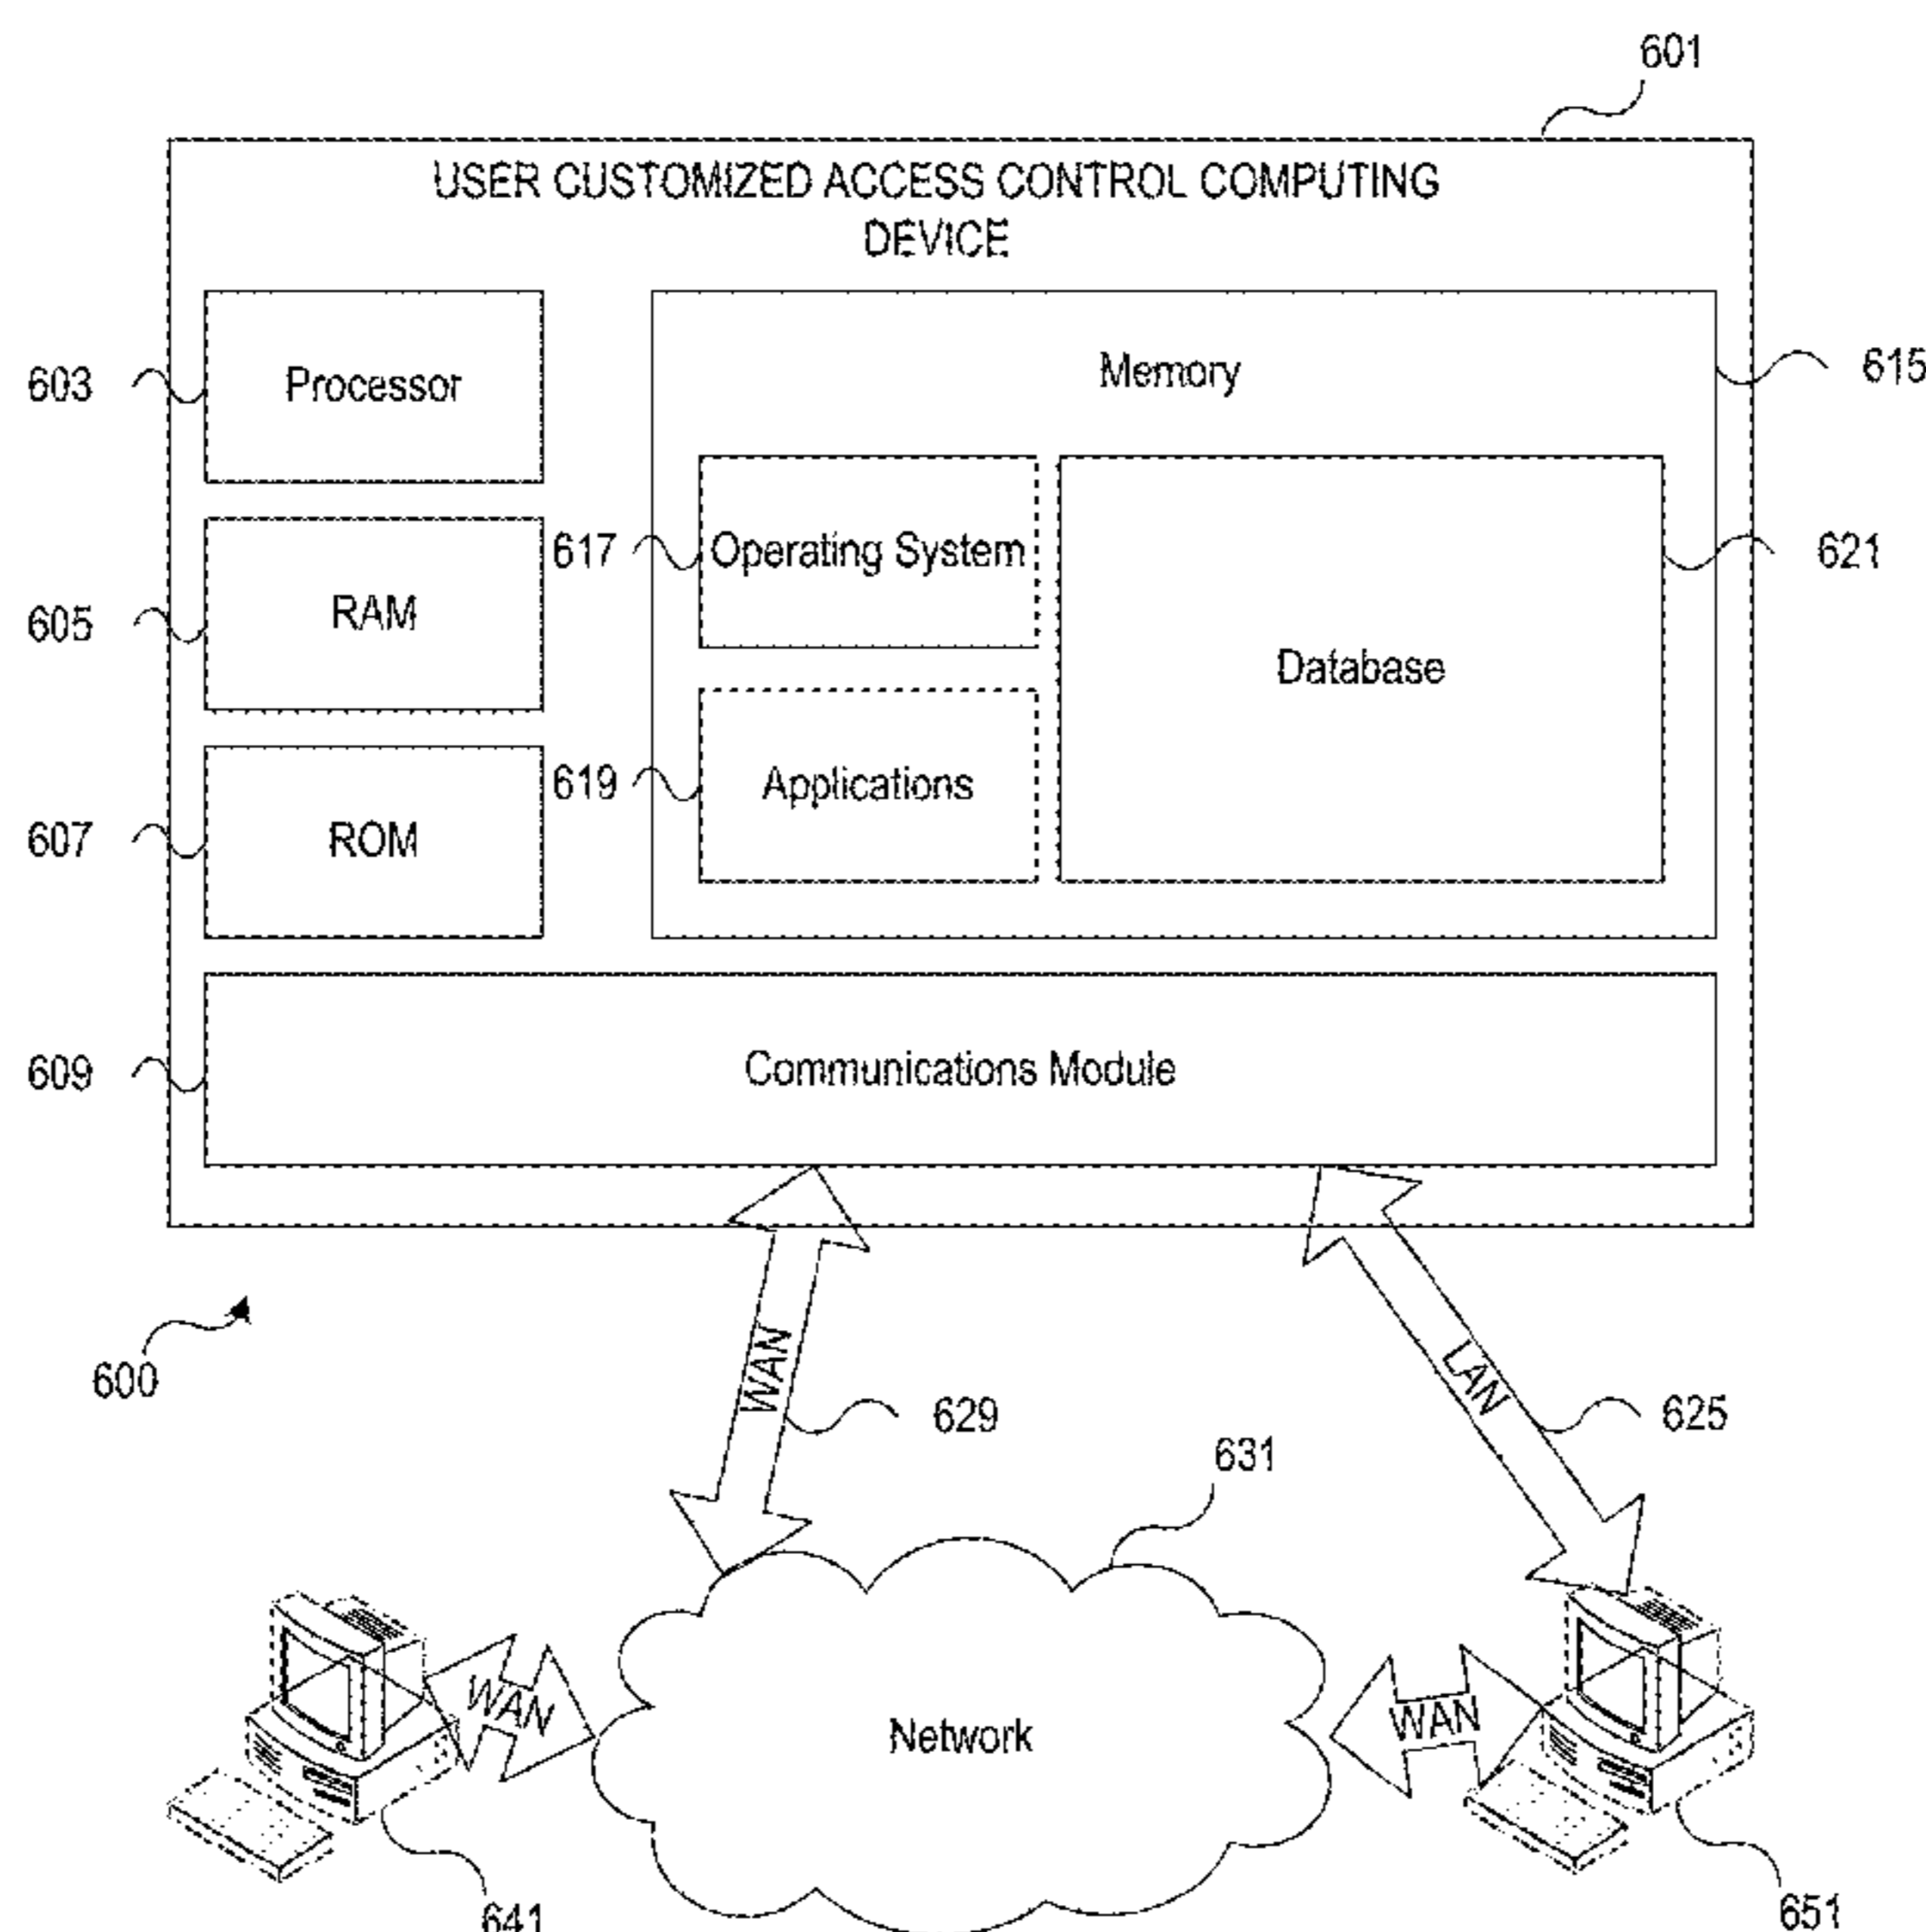 601
USER CUSTOMIZED ACCESS CONTROL COMPUTING
DEVICE
603
Processor
Memory
615
617
Operating System
621
605
RAM
Database
619
Applications
607
ROM
609
Communications Module
600
WAN
629
LAN
625
631
WAN
Network
WAN
641
651